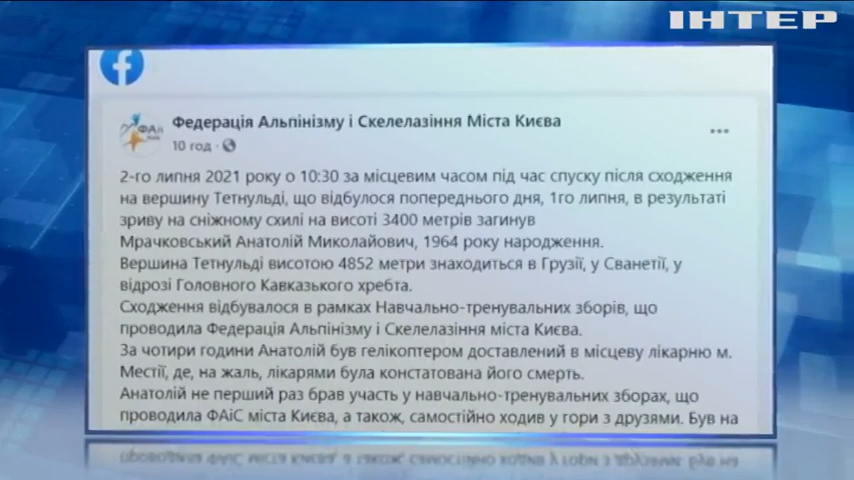 ІНТЕР
Федерація Альпінізму і Скелелазіння Міста Києва
10 год ·
2-го липня 2021 року о 10:30 за місцевим часом під час спуску після сходження
на вершину Тетнульді, що відбулося попереднього дня, 1го липня, в результаті
зриву на сніжному схилі на висоті 3400 метрів загинув
Мрачковський Анатолій Миколайович, 1964 року народження.
Вершина Тетнульді висотою 4852 метри знаходиться в Грузії, у Сванетії, у
відрозі Головного Кавказького хребта.
Сходження відбувалося в рамках Навчально-тренувальних зборів, що
проводила Федерація Альпінізму і Скелелазіння міста Києва.
За чотири години Анатолій був гелікоптером доставлений в місцеву лікарню м.
Местії, де, на жаль, лікарями була констатована його смерть.
Анатолій не перший раз брав участь у навчально-тренувальних зборах, що
проводила ФАіС міста Києва, а також, самостійно ходив у гори з друзями. Був на